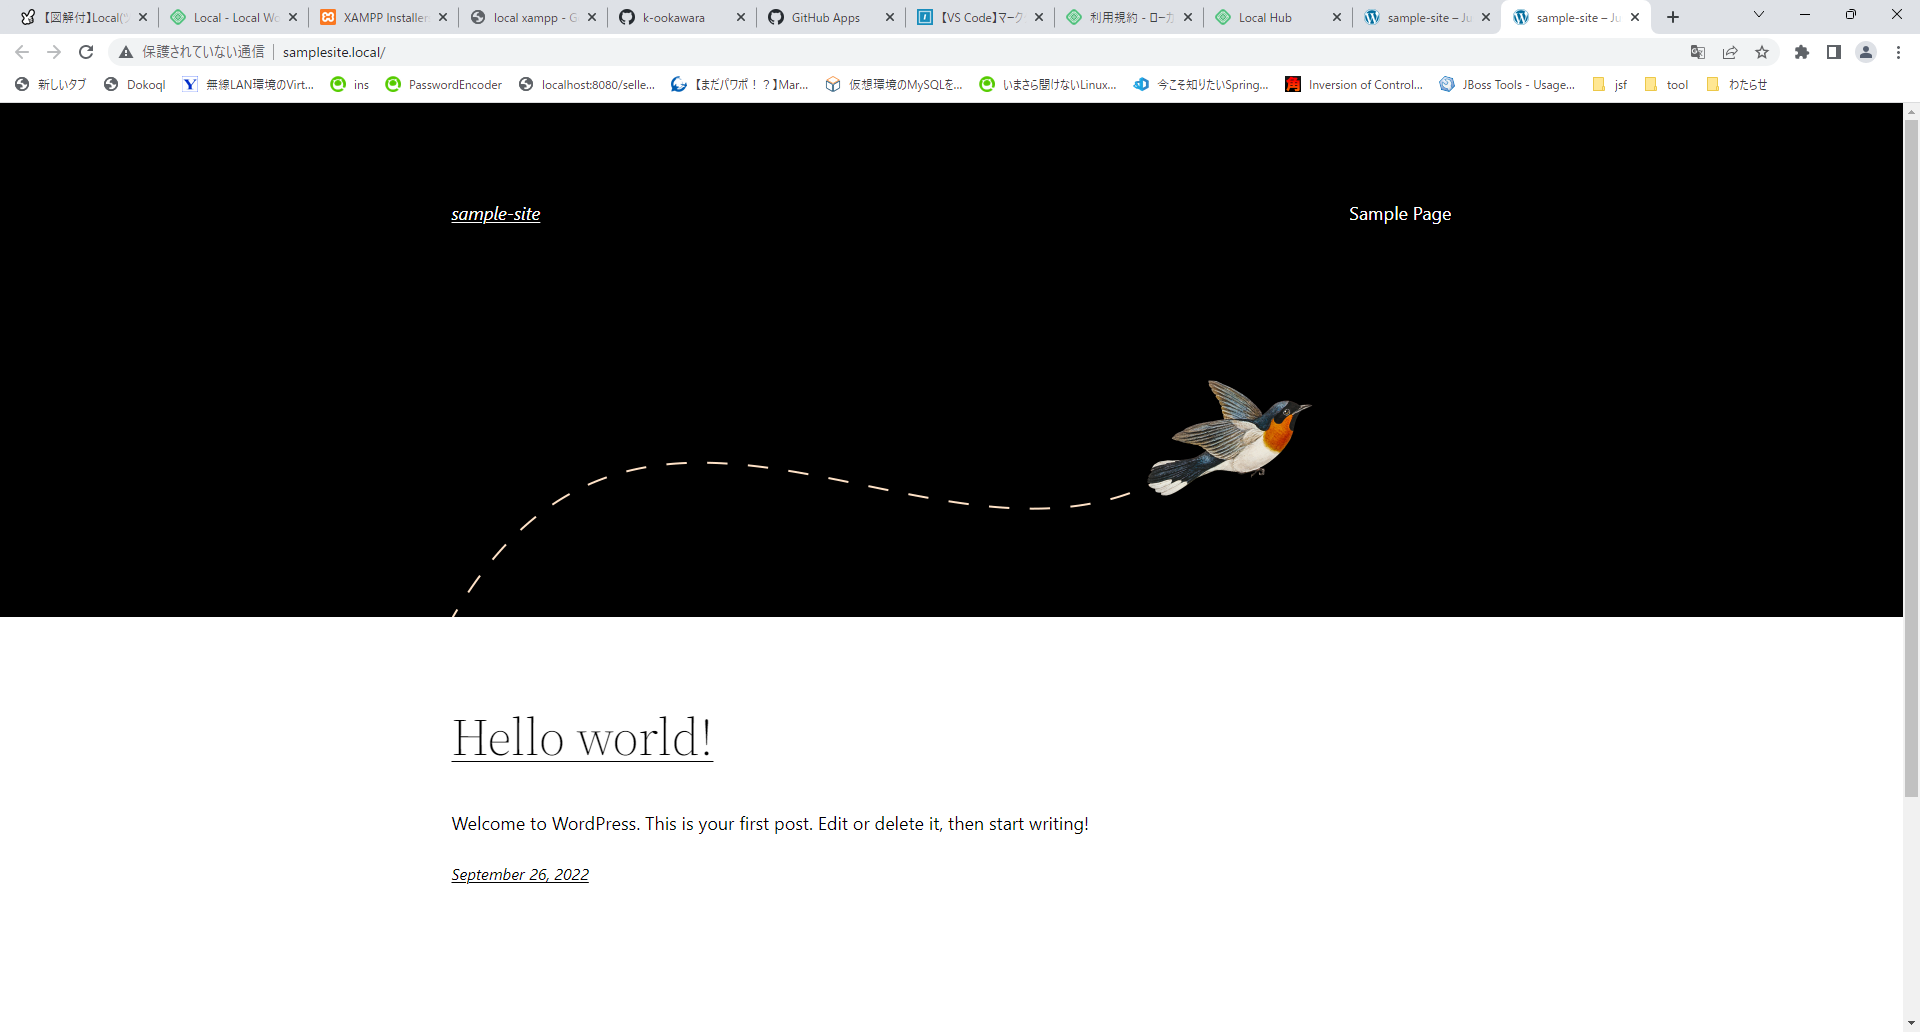 【図解付】Local(ツ
Local - Local Wo
XAMPP Installer
local xampp - G
k-ookawara
GitHub Apps
【VS Code】マーク
利用規約 - ローカ
Local Hub
sample-site – Ju
sample-site – Ju
保護されていない通信
samplesite.local/
新しいタブ
Dokoql
無線LAN環境のVirt...
ins
PasswordEncoder
localhost:8080/selle...
【まだパワポ！？】Mar...
仮想環境のMySQLを...
いまさら聞けないLinux...
今こそ知りたいSpring...
Inversion of Control...
JBoss Tools - Usage...
jsf
tool
わたらせ
sample-site
Sample Page
Hello world!
Welcome to WordPress. This is your first post. Edit or delete it, then start writing!
September 26, 2022